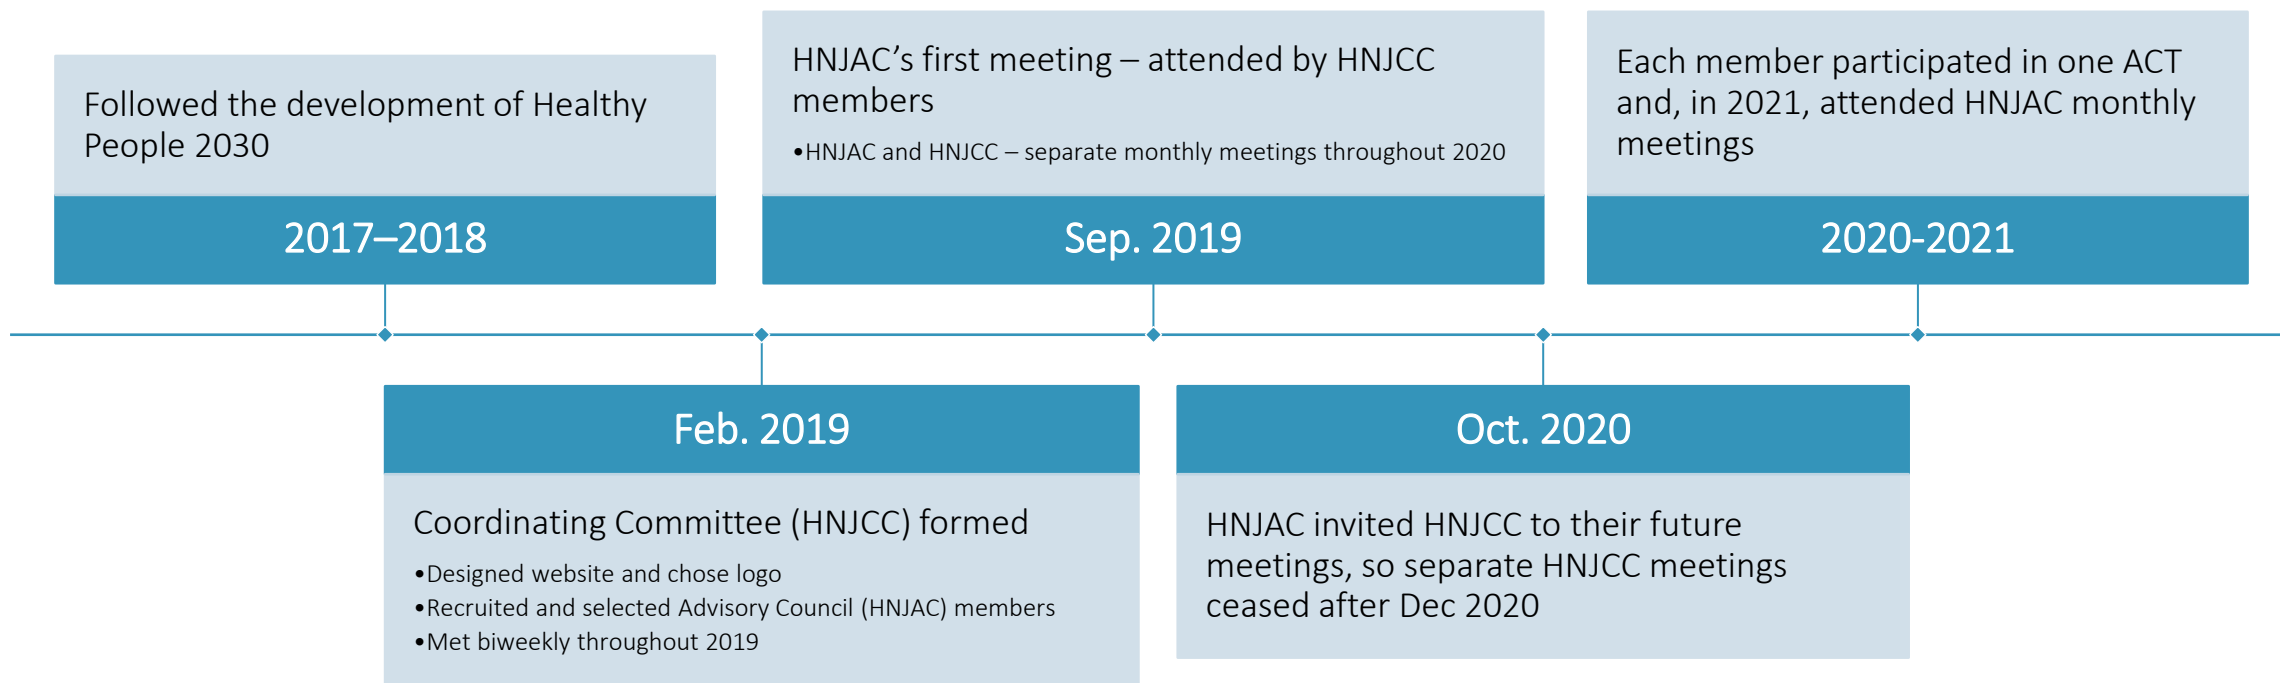 Followed the development of Healthy
People 2030
2017–2018
Feb. 2019
Coordinating Committee (HNJCC) formed
•Designed website and chose logo
•Recruited and selected Advisory Council (HNJAC) members
•Met biweekly throughout 2019
HNJAC’s first meeting – attended by HNJCC
members
•HNJAC and HNJCC – separate monthly meetings throughout 2020
Sep. 2019
Oct. 2020
HNJAC invited HNJCC to their future
meetings, so separate HNJCC meetings
ceased after Dec 2020
Each member participated in one ACT
and, in 2021, attended HNJAC monthly
meetings
2020-2021